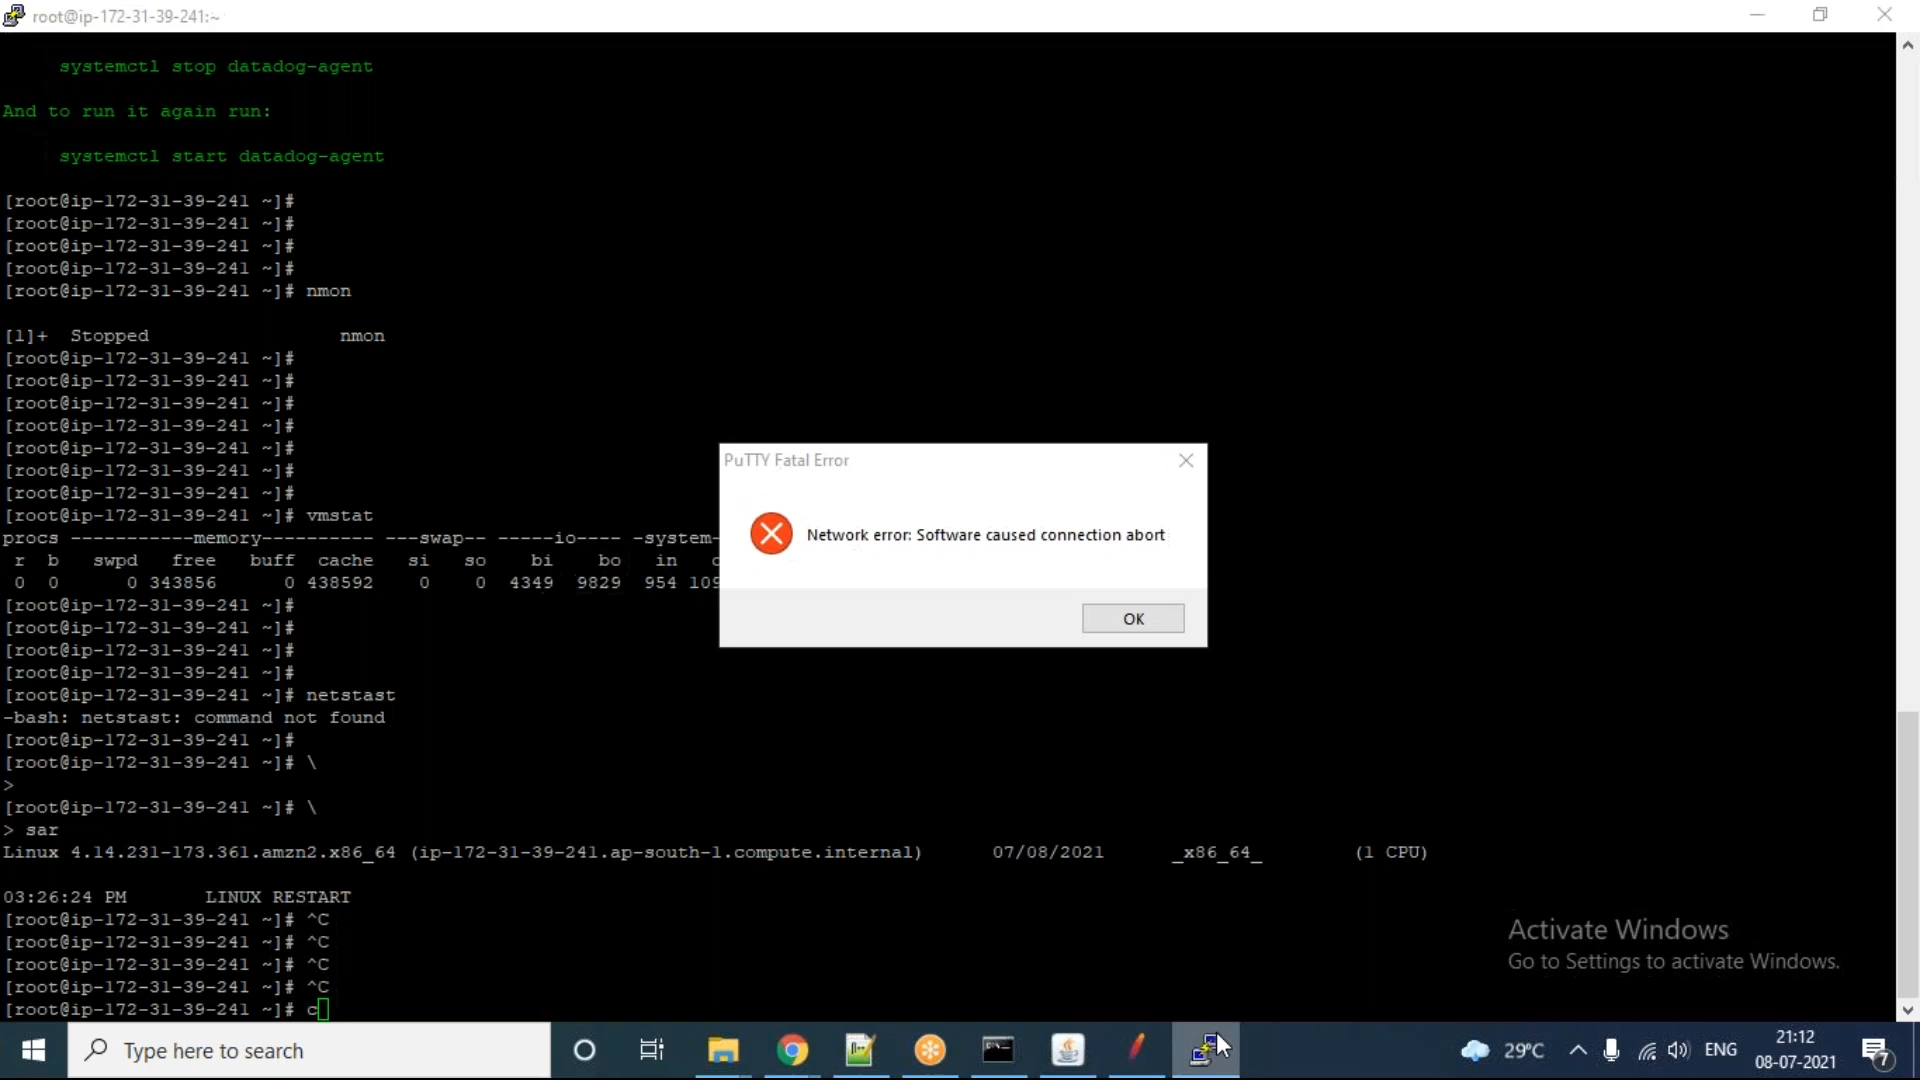 root@ip-172-31-39-241:~
systemctl stop datadog-agent
And to run it again run:
systemctl start datadog-agent
[root@ip-172-31-39-241 ~]#
[root@ip-172-31-39-241 ~]#
[root@ip-172-31-39-241 ~]#
[root@ip-172-31-39-241 ~]#
[root@ip-172-31-39-241 ~]# nmon
[1]+  Stopped                 nmon
[root@ip-172-31-39-241 ~]#
[root@ip-172-31-39-241 ~]#
[root@ip-172-31-39-241 ~]#
[root@ip-172-31-39-241 ~]#
[root@ip-172-31-39-241 ~]#
[root@ip-172-31-39-241 ~]#
[root@ip-172-31-39-241 ~]#
[root@ip-172-31-39-241 ~]# vmstat
procs -----------memory---------- ---swap-- -----io---- -system-
r  b   swpd   free   buff  cache   si   so    bi    bo   in   c
0  0      0 343856      0 438592    0    0  4349  9829  954 109
[root@ip-172-31-39-241 ~]#
[root@ip-172-31-39-241 ~]#
[root@ip-172-31-39-241 ~]#
[root@ip-172-31-39-241 ~]#
[root@ip-172-31-39-241 ~]# netstast
-bash: netstast: command not found
[root@ip-172-31-39-241 ~]#
[root@ip-172-31-39-241 ~]# \
>
[root@ip-172-31-39-241 ~]# \
> sar
Linux 4.14.231-173.361.amzn2.x86_64 (ip-172-31-39-241.ap-south-1.compute.internal)      07/08/2021      _x86_64_        (1 CPU)
03:26:24 PM       LINUX RESTART
[root@ip-172-31-39-241 ~]# ^C
[root@ip-172-31-39-241 ~]# ^C
[root@ip-172-31-39-241 ~]# ^C
[root@ip-172-31-39-241 ~]# ^C
[root@ip-172-31-39-241 ~]# c
PuTTY Fatal Error
Network error: Software caused connection abort
OK
Activate Windows
Go to Settings to activate Windows.
Type here to search
29°C
ENG
21:12
08-07-2021
7